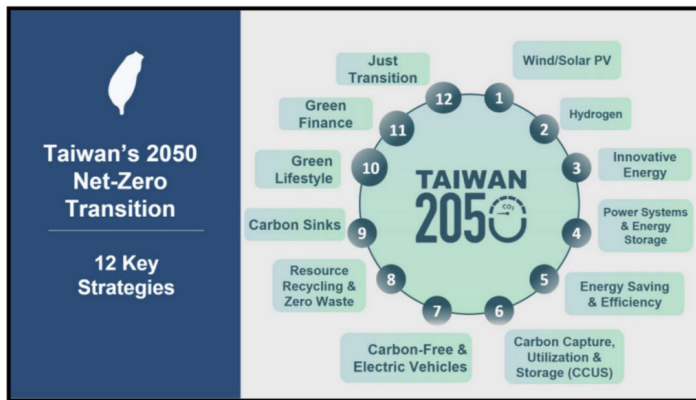 Taiwan's 2050
Net-Zero
Transition
12 Key
Strategies
TAIWAN
2050
CO₂
1
Wind/Solar PV
2
Hydrogen
3
Innovative
Energy
4
Power Systems
& Energy
Storage
5
Energy Saving
& Efficiency
6
Carbon Capture,
Utilization &
Storage (CCUS)
7
Carbon-Free &
Electric Vehicles
8
Resource
Recycling &
Zero Waste
9
Carbon Sinks
10
Green
Lifestyle
11
Green
Finance
12
Just
Transition